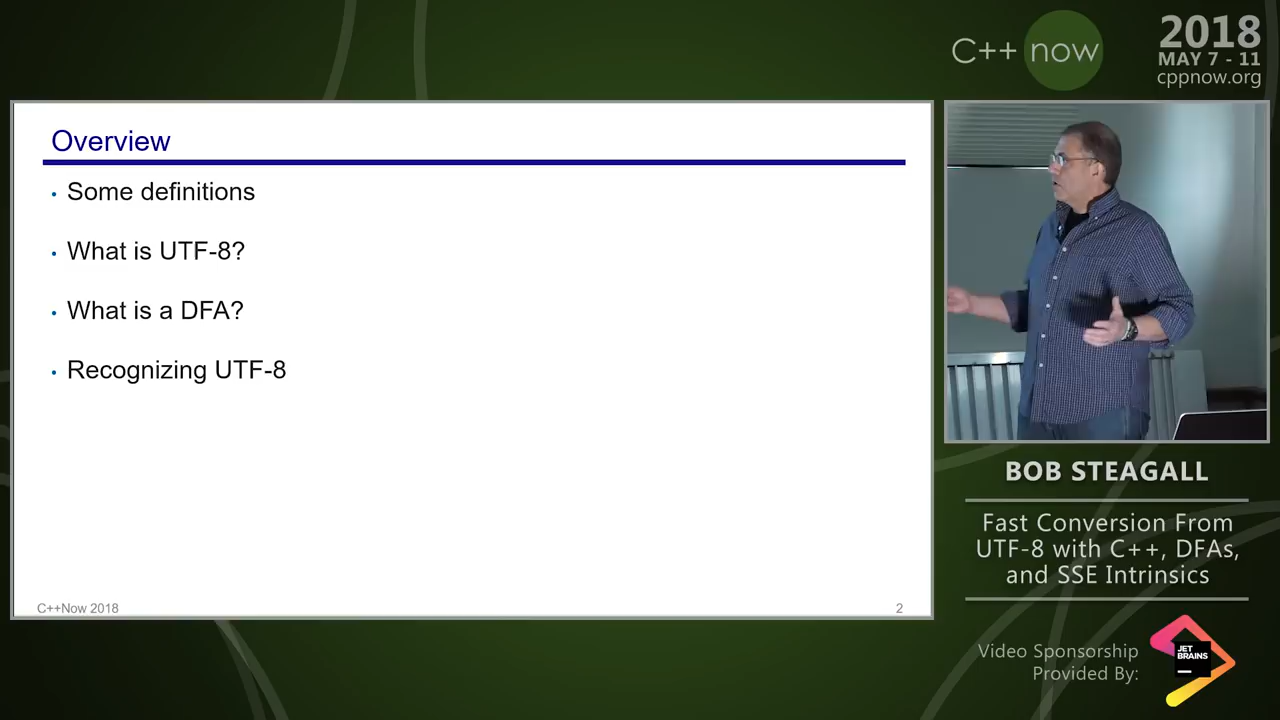 C++ now
2018
MAY 7 - 11
cppnow.org
Overview
• Some definitions
• What is UTF-8?
• What is a DFA?
• Recognizing UTF-8
C++Now 2018
2
BOB STEAGALL
Fast Conversion From
UTF-8 with C++, DFAs,
and SSE Intrinsics
Video Sponsorship
Provided By:
JET
BRAINS